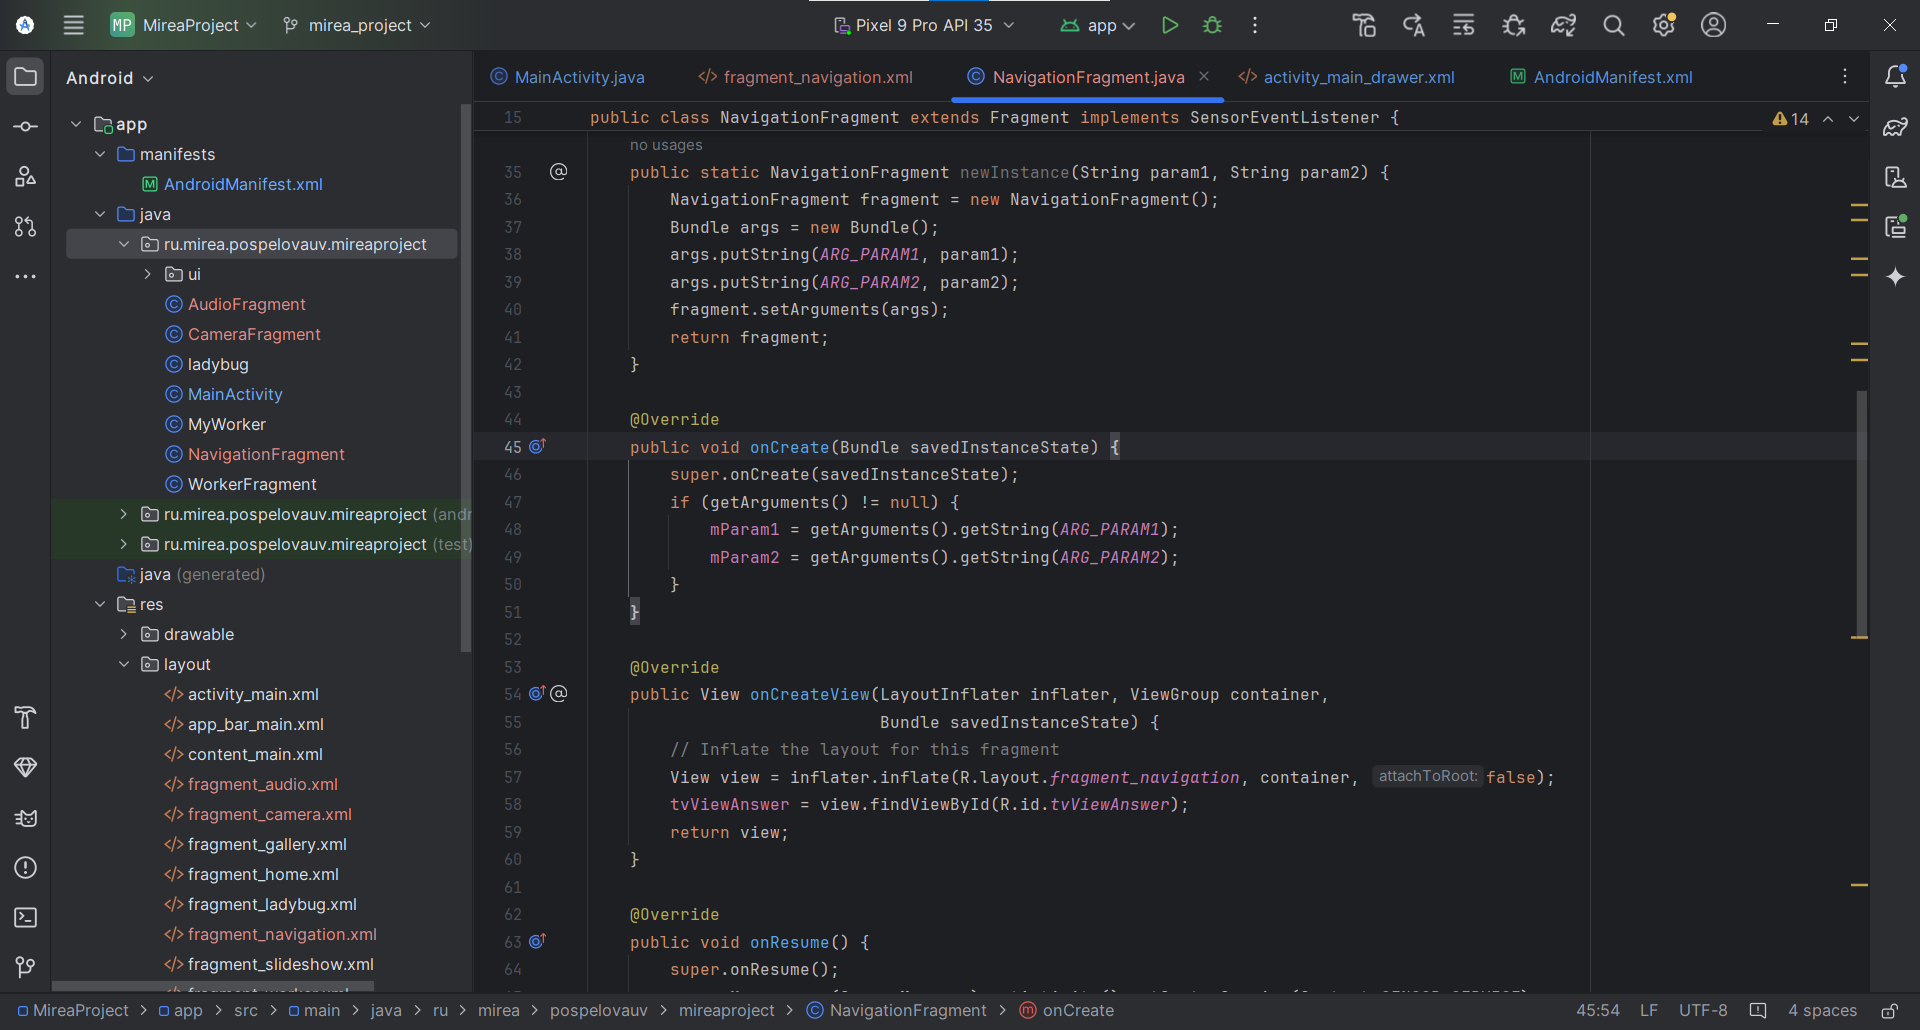 MP MireaProject mirea_project Pixel 9 Pro API 35 app
Android
MainActivity.java fragment_navigation.xml NavigationFragment.java activity_main_drawer.xml AndroidManifest.xml
app
manifests
AndroidManifest.xml
java
ru.mirea.pospelovauv.mireaproject
ui
AudioFragment
CameraFragment
ladybug
MainActivity
MyWorker
NavigationFragment
WorkerFragment
ru.mirea.pospelovauv.mireaproject
ru.mirea.pospelovauv.mireaproject (test)
java (generated)
res
drawable
layout
activity_main.xml
app_bar_main.xml
content_main.xml
fragment_audio.xml
fragment_camera.xml
fragment_gallery.xml
fragment_home.xml
fragment_ladybug.xml
fragment_navigation.xml
fragment_slideshow.xml
15 public class NavigationFragment extends Fragment implements SensorEventListener {
14
no usages
35 @ public static NavigationFragment newInstance(String param1, String param2) {
36 NavigationFragment fragment = new NavigationFragment();
37 Bundle args = new Bundle();
38 args.putString(ARG_PARAM1, param1);
39 args.putString(ARG_PARAM2, param2);
40 fragment.setArguments(args);
41 return fragment;
42 }
43
44 @Override
45 public void onCreate(Bundle savedInstanceState) {
46 super.onCreate(savedInstanceState);
47 if (getArguments() != null) {
48 mParam1 = getArguments().getString(ARG_PARAM1);
49 mParam2 = getArguments().getString(ARG_PARAM2);
50 }
51 }
52
53 @Override
54 @ public View onCreateView(LayoutInflater inflater, ViewGroup container,
55 Bundle savedInstanceState) {
56 // Inflate the layout for this fragment
57 View view = inflater.inflate(R.layout.fragment_navigation, container, attachToRoot: false);
58 tvViewAnswer = view.findViewById(R.id.tvViewAnswer);
59 return view;
60 }
61
62 @Override
63 public void onResume() {
64 super.onResume();
MireaProject > app > src > main > java > ru > mirea > pospelovauv > mireaproject > NavigationFragment > onCreate 45:54 LF UTF-8 4 spaces